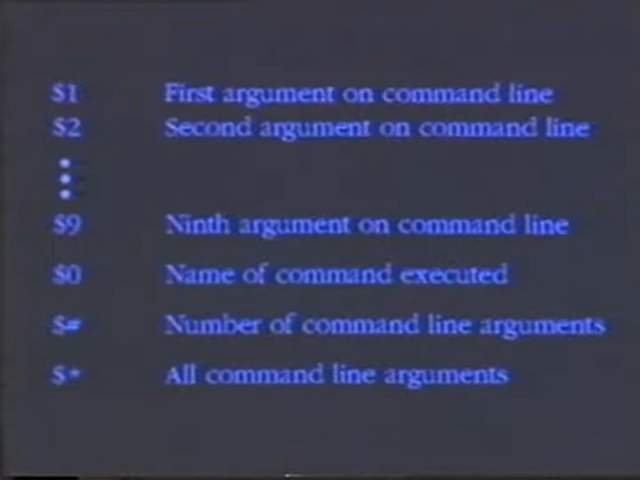 $1 First argument on command line
$2 Second argument on command line
⋮
$9 Ninth argument on command line
$0 Name of command executed
$# Number of command line arguments
$* All command line arguments